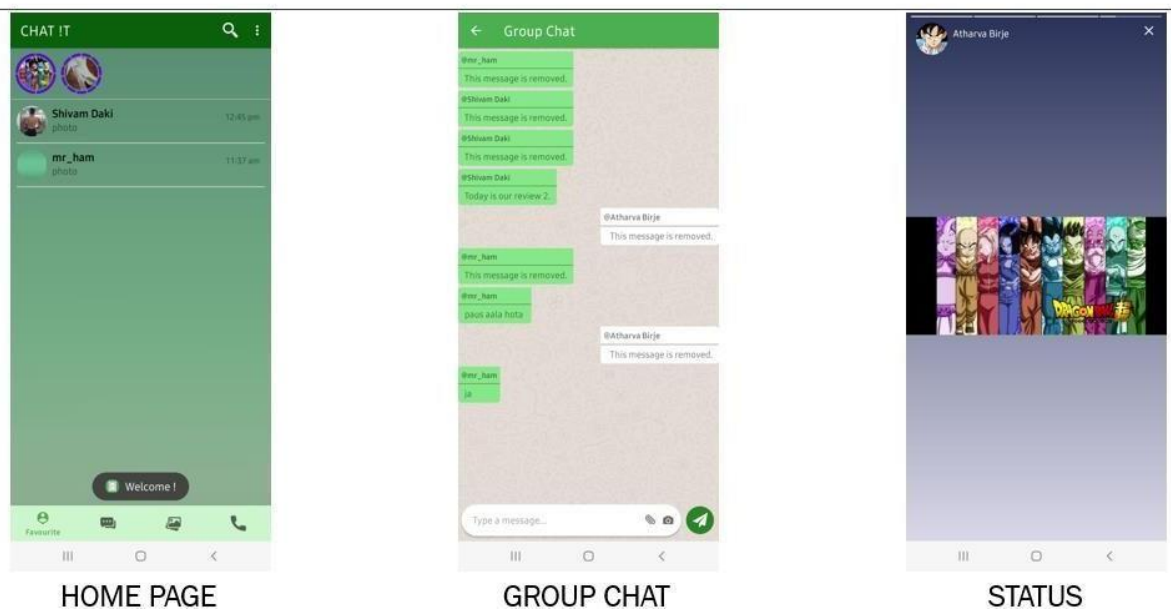 CHAT !T
Shivam Daki
photo
12:45 pm
mr_ham
photo
11:37 am
Welcome !
Favourite
HOME PAGE
Group Chat
@mr_ham
This message is removed.
@Shivam Daki
This message is removed.
@Shivam Daki
This message is removed.
@Shivam Daki
Today is our review 2.
@Atharva Birje
This message is removed.
@mr_ham
This message is removed.
@mr_ham
paus aala hota
@Atharva Birje
This message is removed.
@mr_ham
ja
Type a message...
GROUP CHAT
Atharva Birje
DRAGONBALL
STATUS